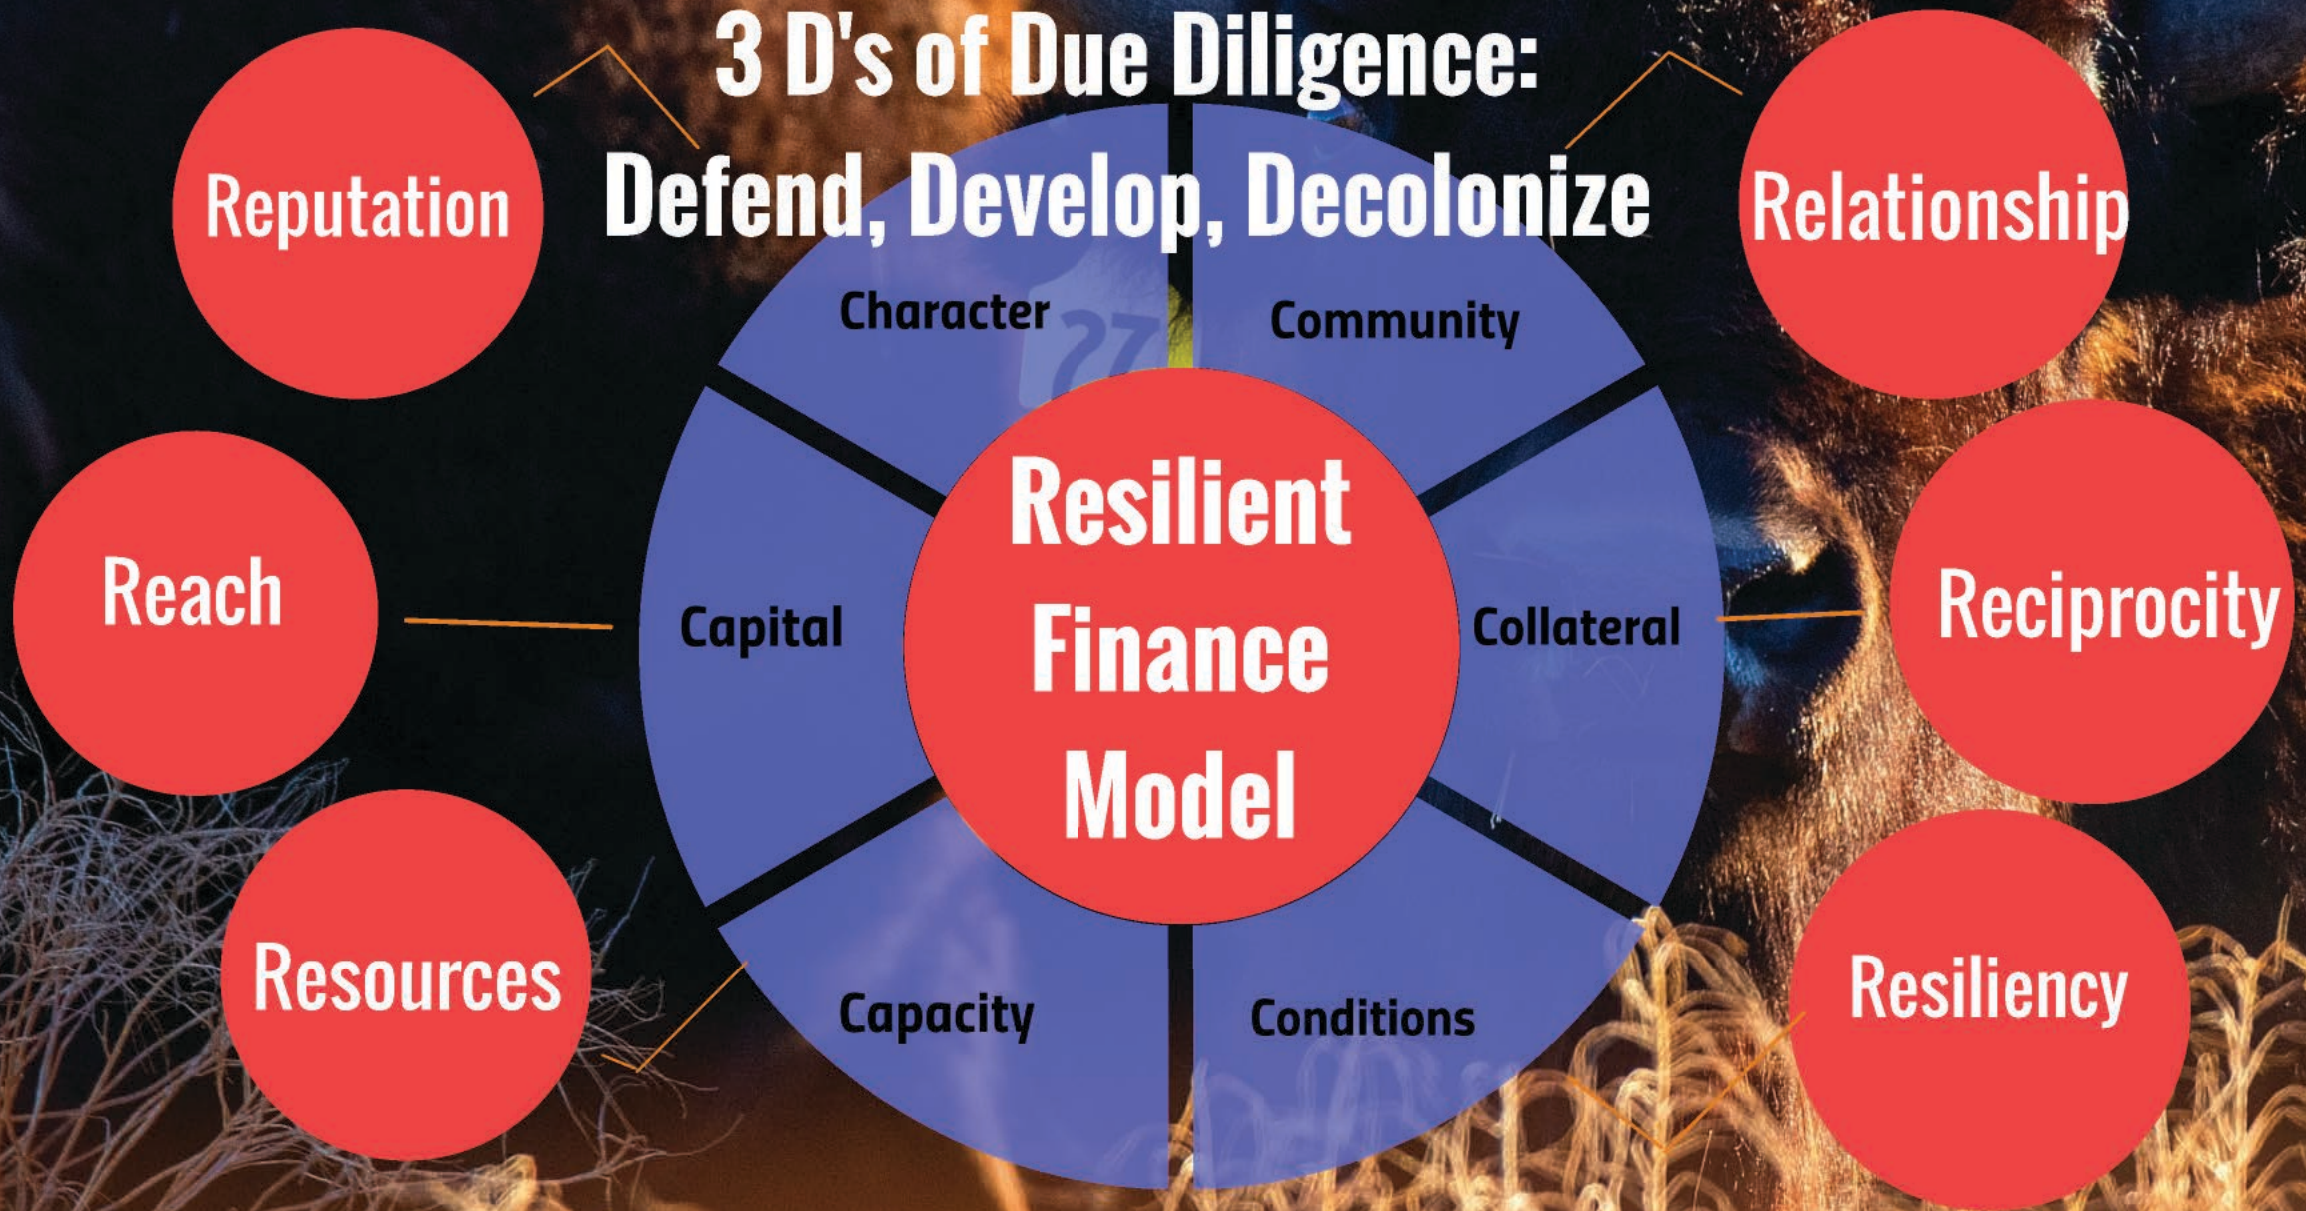 3 D's of Due Diligence:
Defend, Develop, Decolonize
Reputation
Relationship
Character
Community
27
Resilient
Finance
Model
Reach
Capital
Collateral
Reciprocity
Resources
Capacity
Conditions
Resiliency